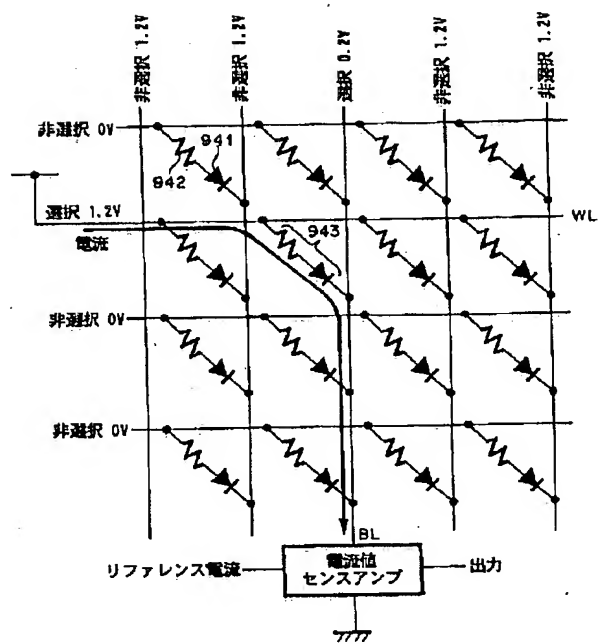 非選択 1.2V
非選択 1.2V
選択 0.2V
非選択 1.2V
非選択 1.2V
非選択 0V
941
942
選択 1.2V
WL
電流
943
非選択 0V
非選択 0V
BL
リファレンス電流
電流値
センスアンプ
出力